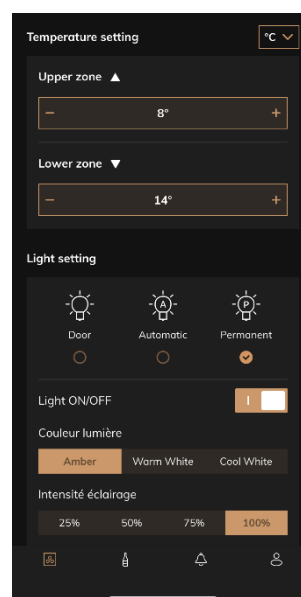 Temperature setting °C
Upper zone ▲
− 8° +
Lower zone ▼
− 14° +
Light setting
A P
Door Automatic Permanent
Light ON/OFF
Couleur lumière
Amber Warm White Cool White
Intensité éclairage
25% 50% 75% 100%